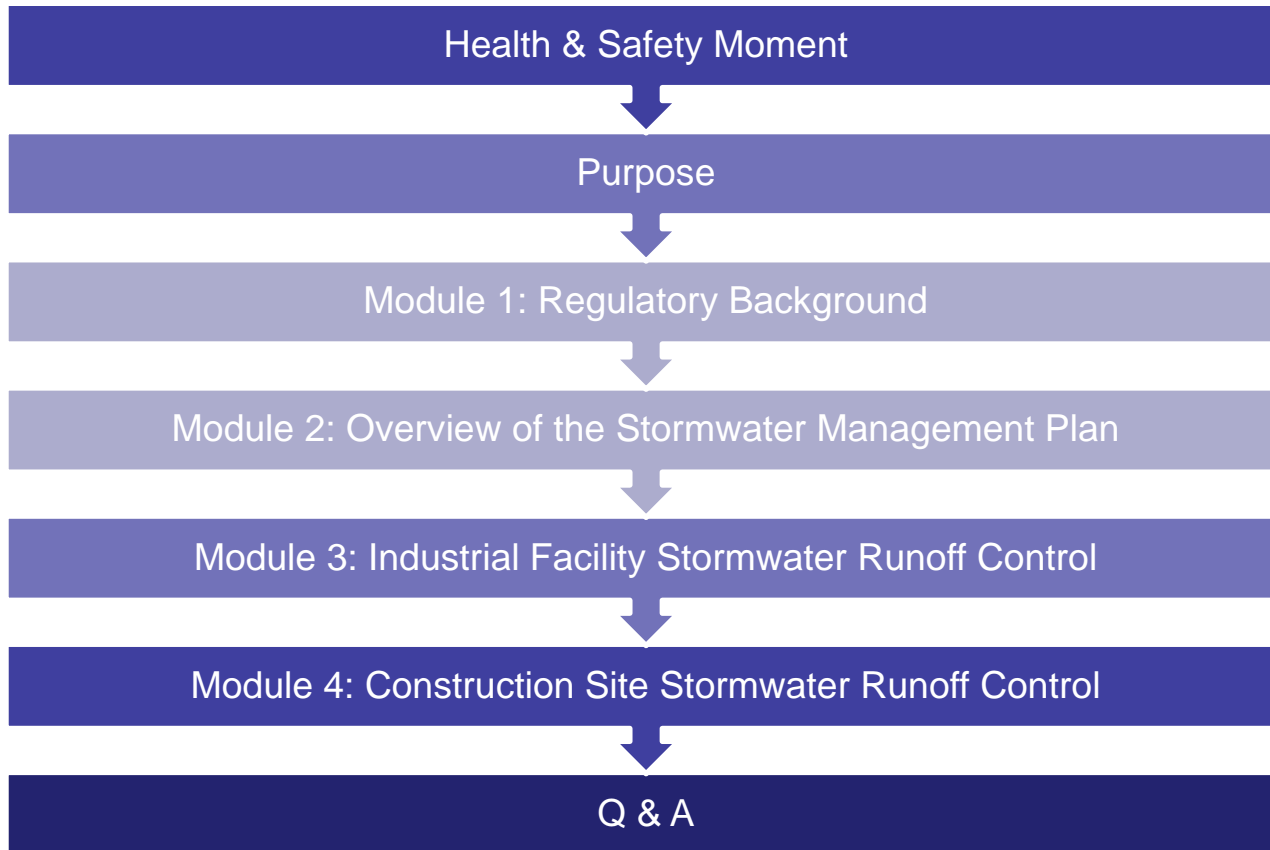 Health & Safety Moment
Purpose
Module 1: Regulatory Background
Module 2: Overview of the Stormwater Management Plan
Module 3: Industrial Facility Stormwater Runoff Control
Module 4: Construction Site Stormwater Runoff Control
Q & A